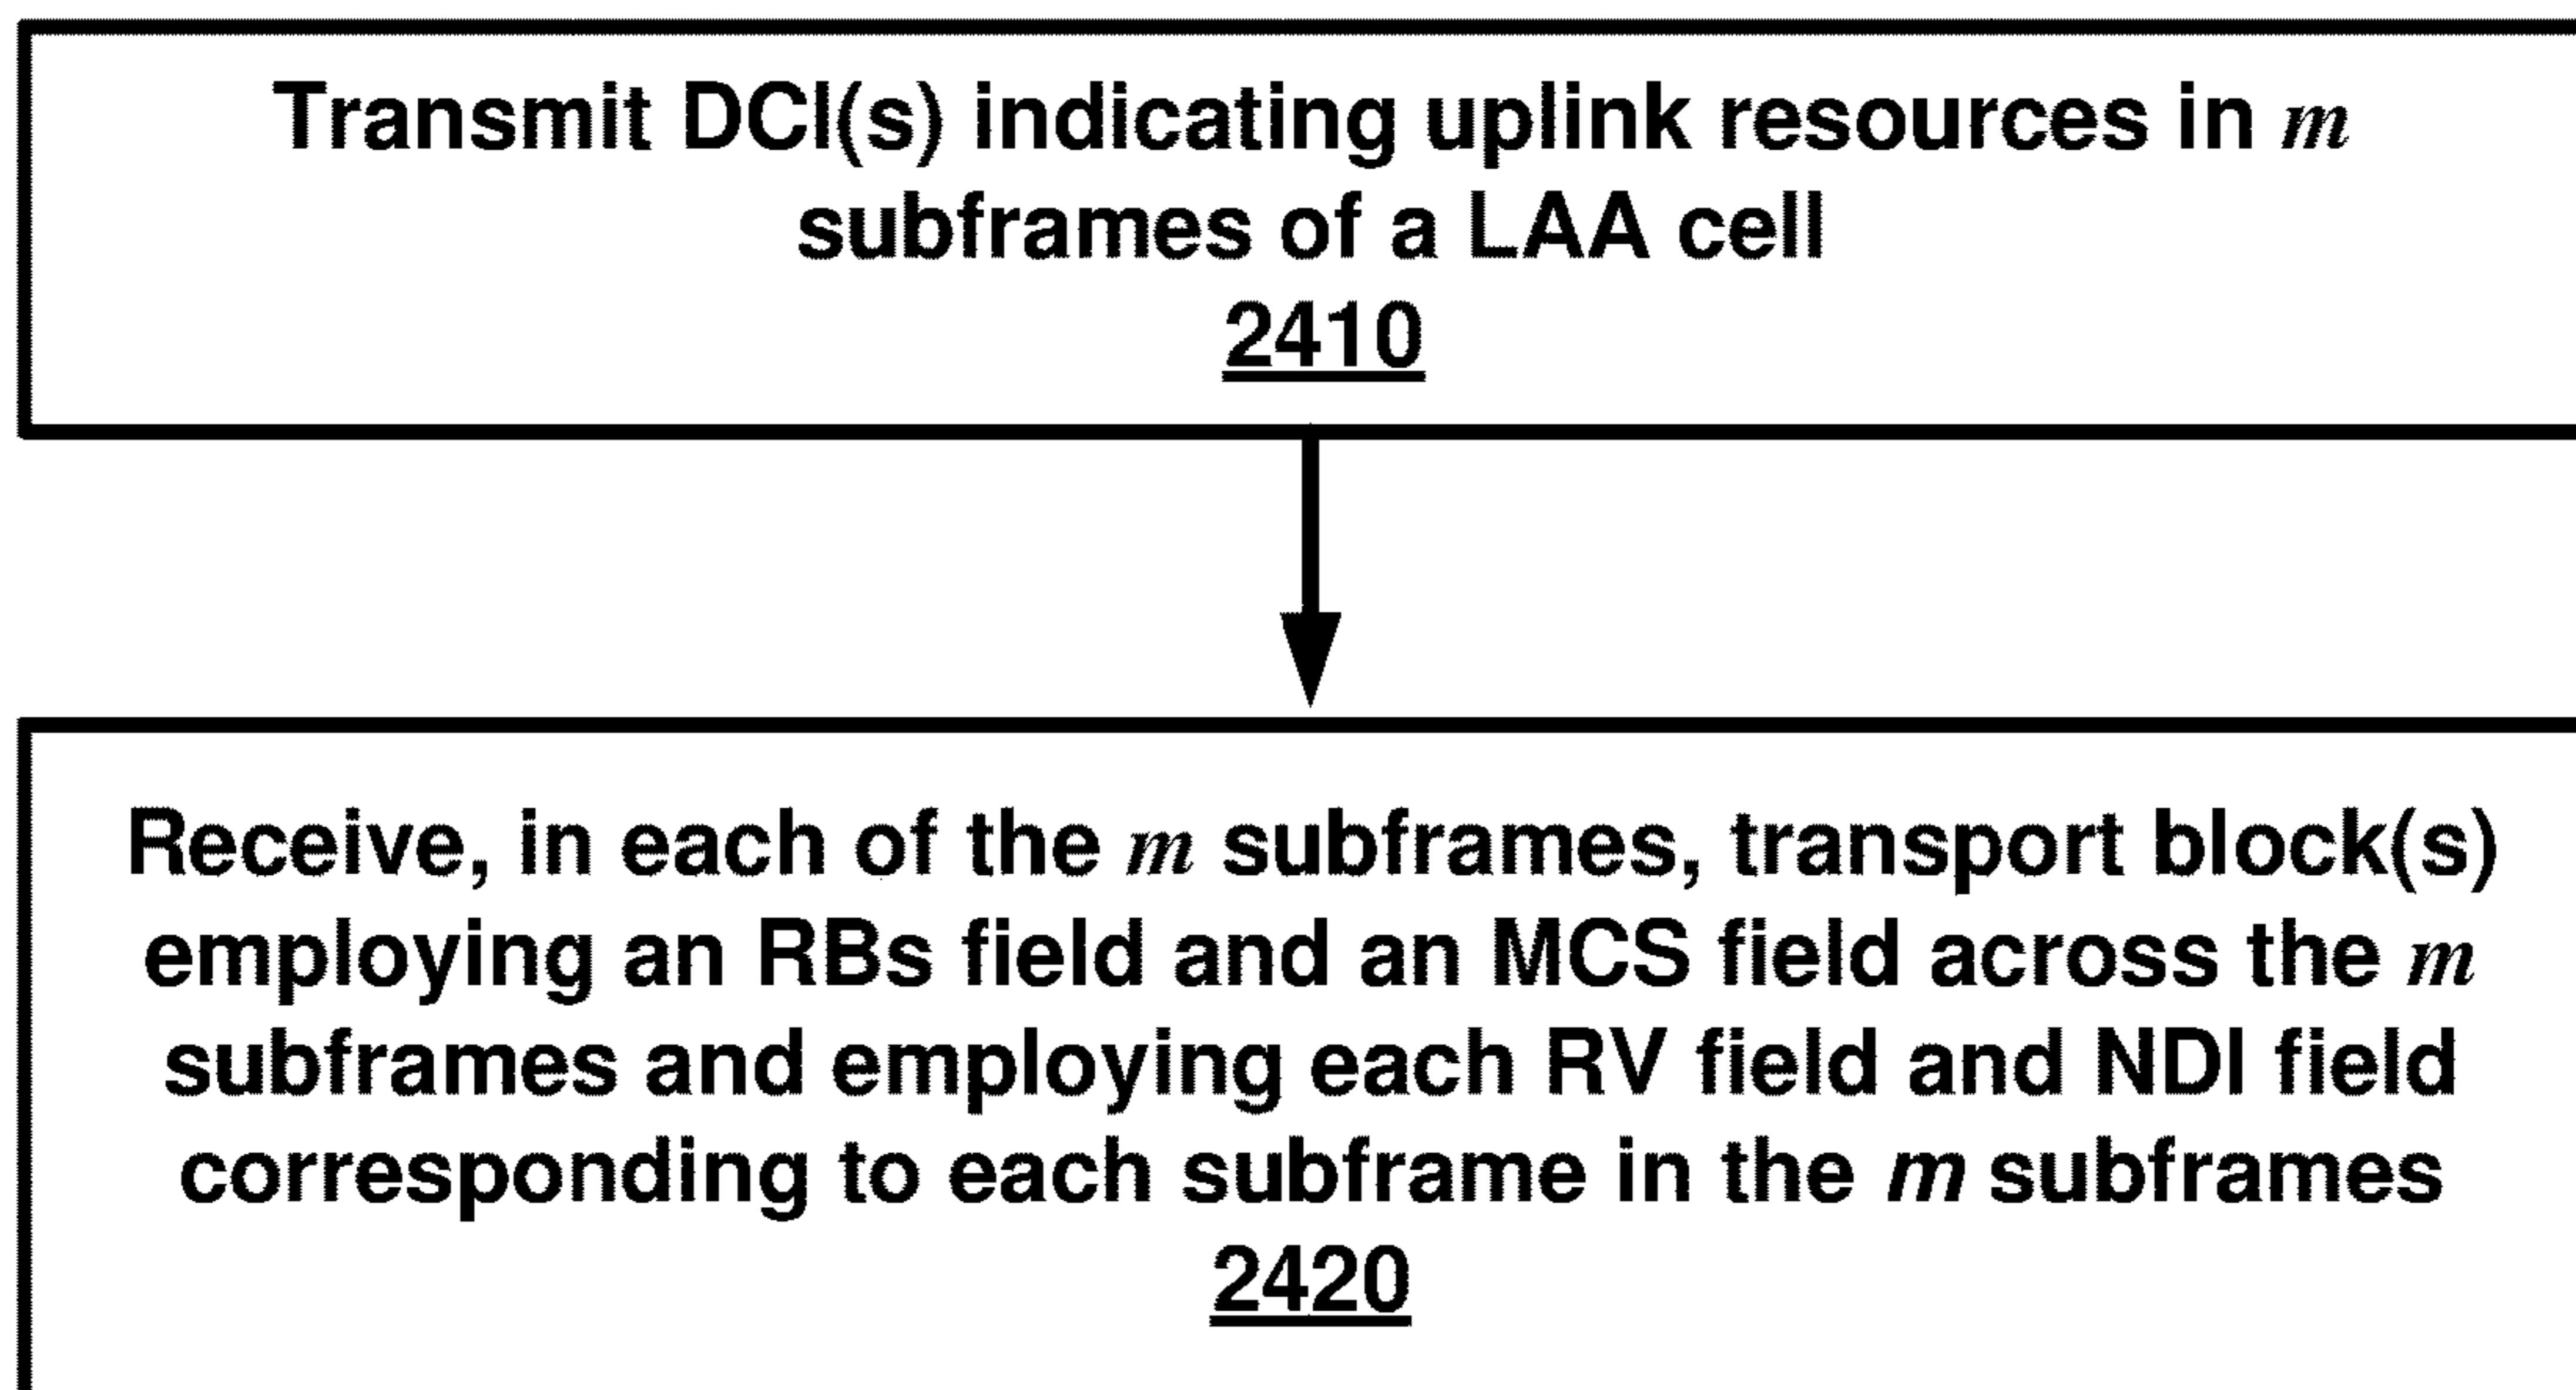 Transmit DCI(s) indicating uplink resources in m
subframes of a LAA cell
2410
Receive, in each of the m subframes, transport block(s)
employing an RBs field and an MCS field across the m
subframes and employing each RV field and NDI field
corresponding to each subframe in the m subframes
2420